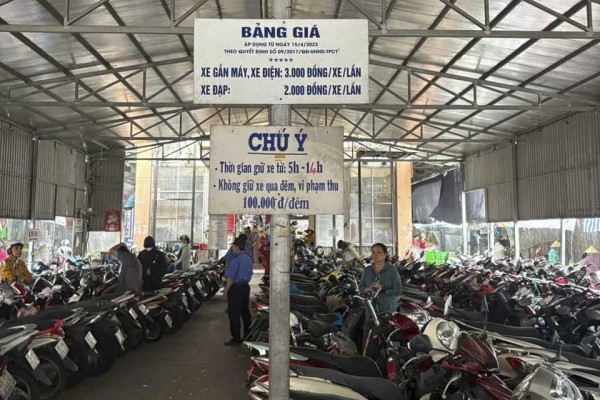 BẢNG GIÁ
ÁP DỤNG TỪ NGÀY 15/4/2023
THEO QUYẾT ĐỊNH SỐ 09/2017/QĐ-UNND-TPCT
*****
XE GẮN MÁY, XE ĐIỆN: 3.000 ĐỒNG/XE/LẦN
XE ĐẠP: 2.000 ĐỒNG/XE/LẦN
CHÚ Ý
- Thời gian giữ xe từ: 5h -14h
- Không giữ xe qua đêm, vi phạm thu
100.000 đ/đêm